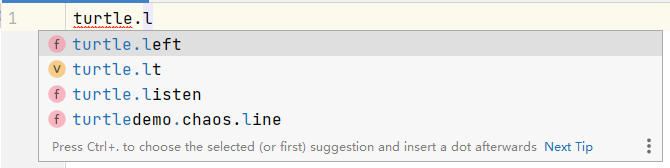 1 turtle.l
f turtle.left
v turtle.lt
f turtle.listen
f turtledemo.chaos.line
Press Ctrl+. to choose the selected (or first) suggestion and insert a dot afterwards Next Tip